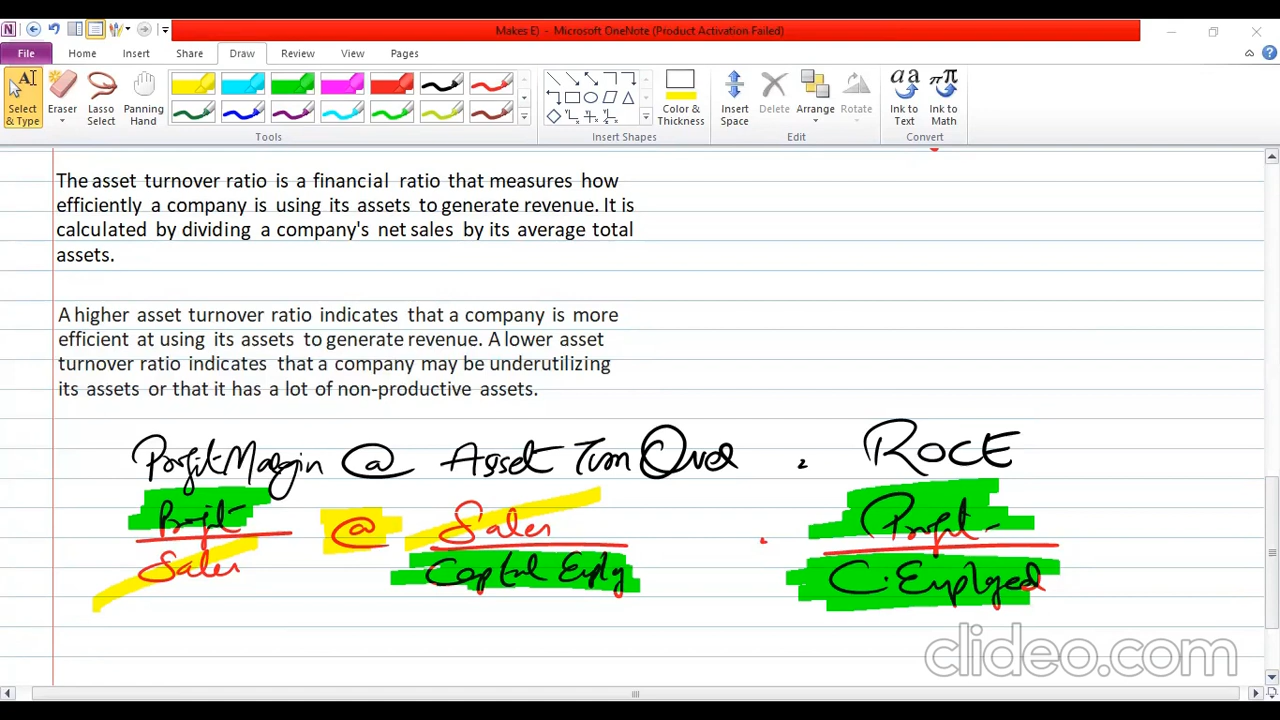 Makes E) - Microsoft OneNote (Product Activation Failed)
File Home Insert Share Draw Review View Pages
Select & Type
Eraser
Lasso Select
Panning Hand
Color & Thickness
Insert Space
Delete
Arrange
Rotate
Ink to Text
Ink to Math
Tools
Insert Shapes
Edit
Convert
The asset turnover ratio is a financial ratio that measures how
efficiently a company is using its assets to generate revenue. It is
calculated by dividing a company's net sales by its average total
assets.
A higher asset turnover ratio indicates that a company is more
efficient at using its assets to generate revenue. A lower asset
turnover ratio indicates that a company may be underutilizing
its assets or that it has a lot of non-productive assets.
Profit Margin @ Asset Turn Over . ROCE
Profit @ Sales . Profit
Sales Capital Exply C. Employed
clideo.com